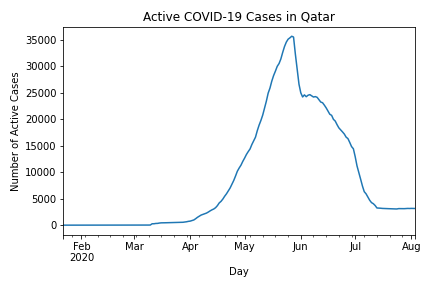 Active COVID-19 Cases in Qatar
Number of Active Cases
35000
30000
25000
20000
15000
10000
5000
0
Feb Mar Apr May Jun Jul Aug
2020
Day